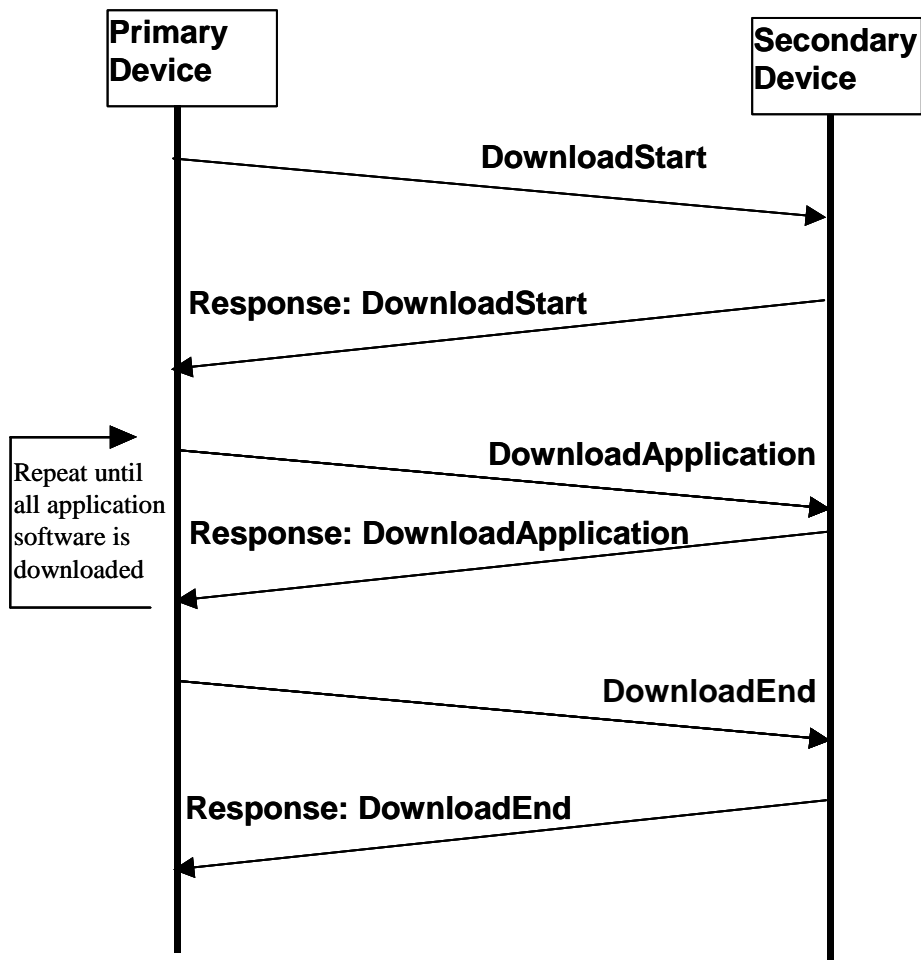 Primary
Device
Secondary
Device
DownloadStart
Response: DownloadStart
DownloadApplication
Repeat until
all application
software is
downloaded
Response: DownloadApplication
DownloadEnd
Response: DownloadEnd